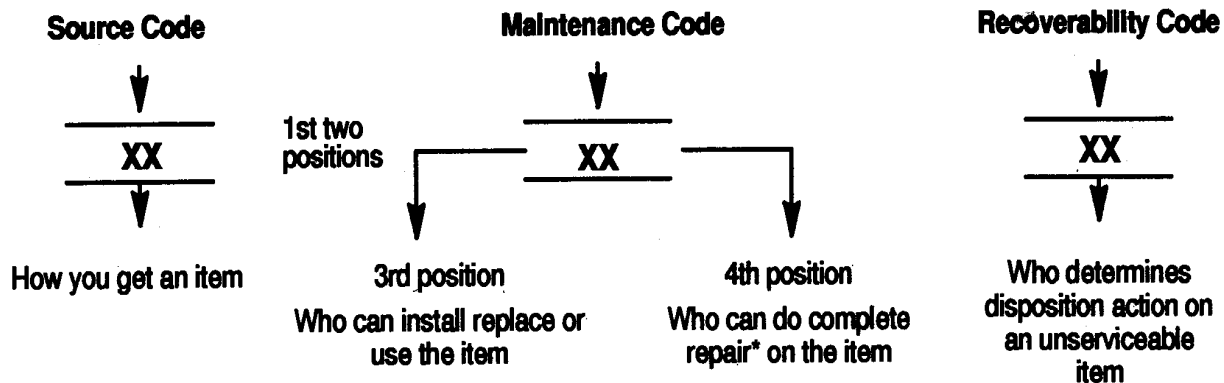 Source Code
Maintenance Code
Recoverability Code
XX
1st two
positions
XX
XX
How you get an item
3rd position
Who can install replace or
use the item
4th position
Who can do complete
repair* on the item
Who determines
disposition action on
an unserviceable
item